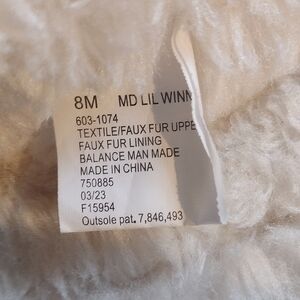 8M MD LIL WINN
603-1074
TEXTILE/FAUX FUR UPPE
FAUX FUR LINING
BALANCE MAN MADE
MADE IN CHINA
750885
03/23
F15954
Outsole pat. 7,846,493